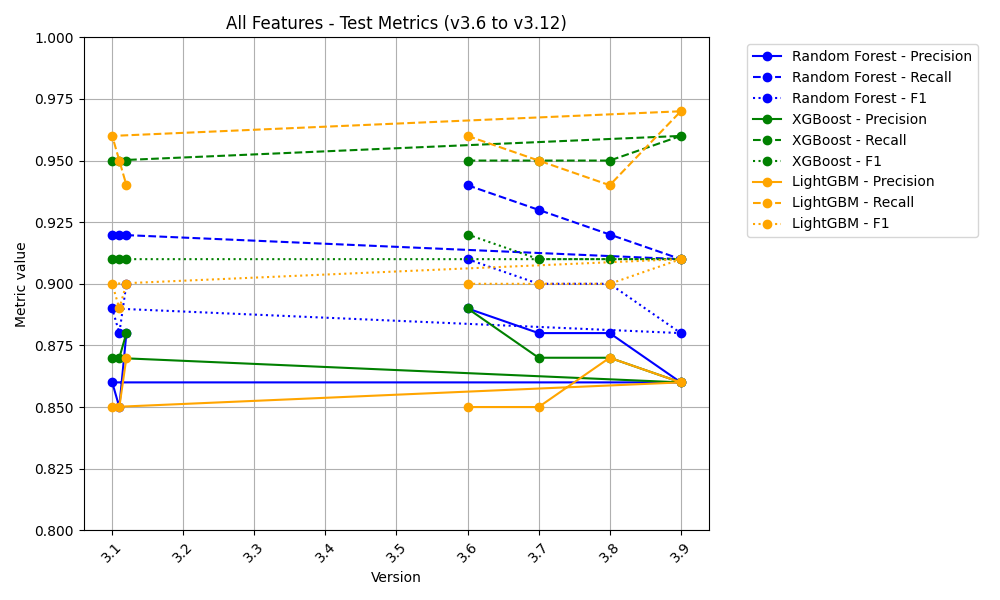 All Features - Test Metrics (v3.6 to v3.12)
Metric value
1.000
0.975
0.950
0.925
0.900
0.875
0.850
0.825
0.800
3.1
3.2
3.3
3.4
3.5
3.6
3.7
3.8
3.9
Version
Random Forest - Precision
Random Forest - Recall
Random Forest - F1
XGBoost - Precision
XGBoost - Recall
XGBoost - F1
LightGBM - Precision
LightGBM - Recall
LightGBM - F1